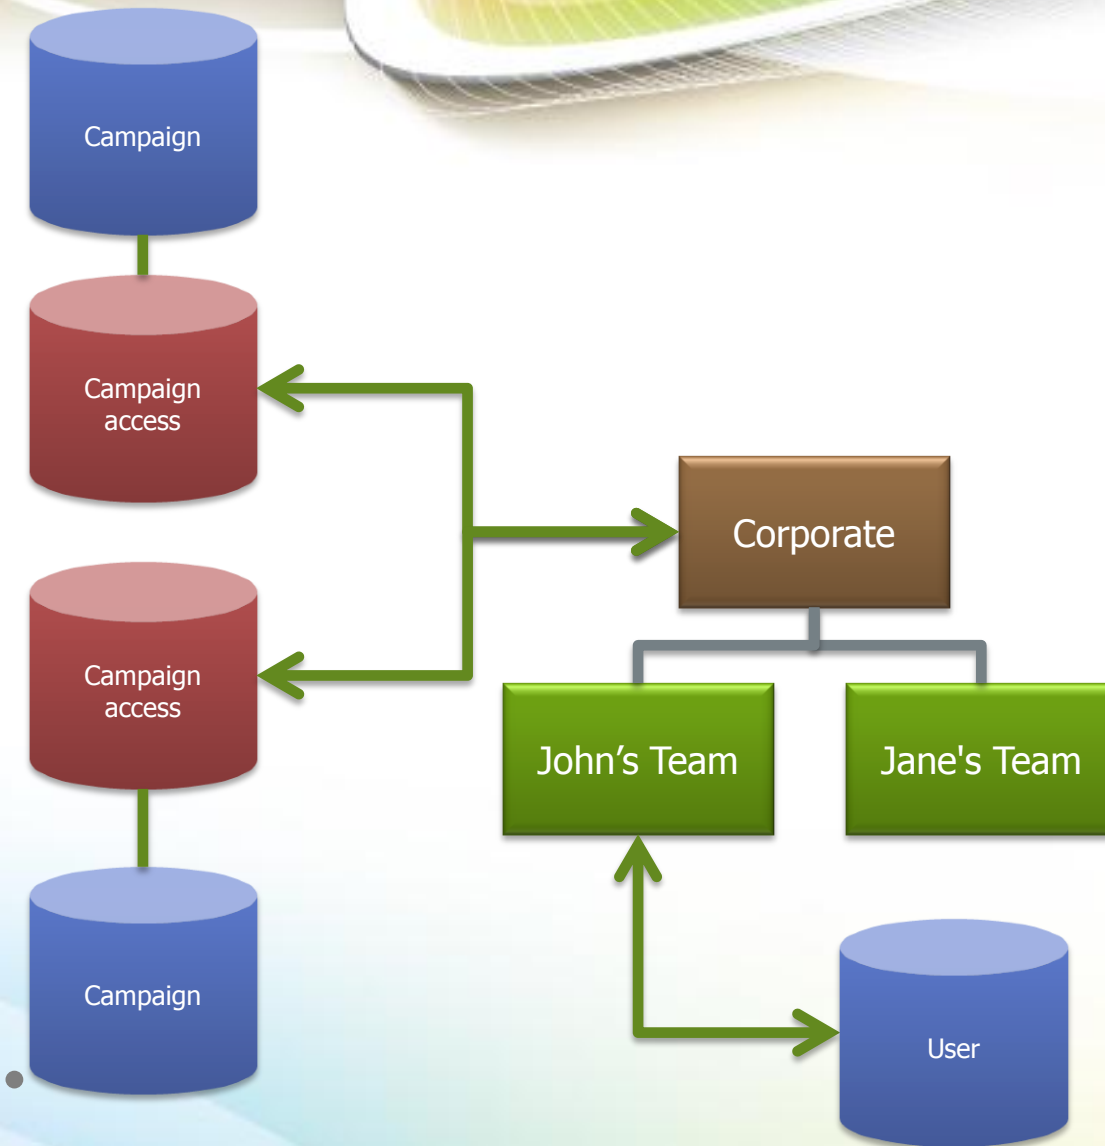 Campaign
Campaign
access
Corporate
Campaign
access
John’s Team
Jane's Team
Campaign
User